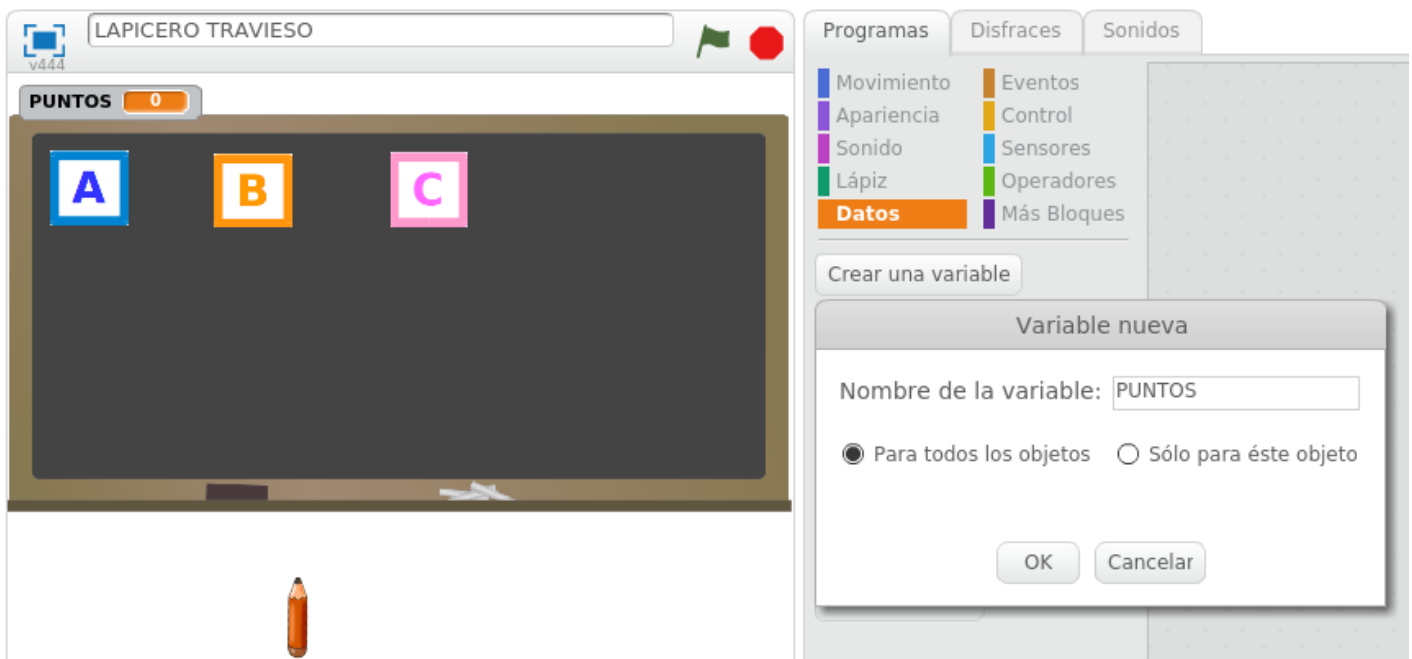 LAPICERO TRAVIESO
v444
PUNTOS 0
A B C
Programas Disfraces Sonidos
Movimiento Eventos
Apariencia Control
Sonido Sensores
Lápiz Operadores
Datos Más Bloques
Crear una variable
Variable nueva
Nombre de la variable: PUNTOS
Para todos los objetos Sólo para éste objeto
OK Cancelar